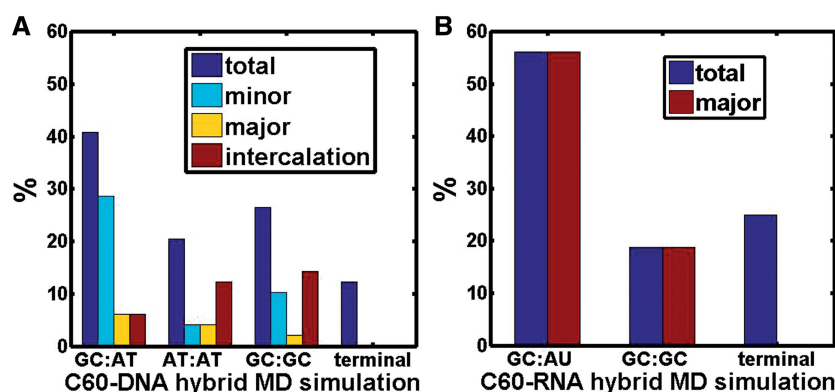 A
60
50
40
30
20
10
0
%
total
minor
major
intercalation
GC:AT AT:AT GC:GC terminal
C60-DNA hybrid MD simulation
B
60
50
40
30
20
10
0
%
total
major
GC:AU GC:GC terminal
C60-RNA hybrid MD simulation